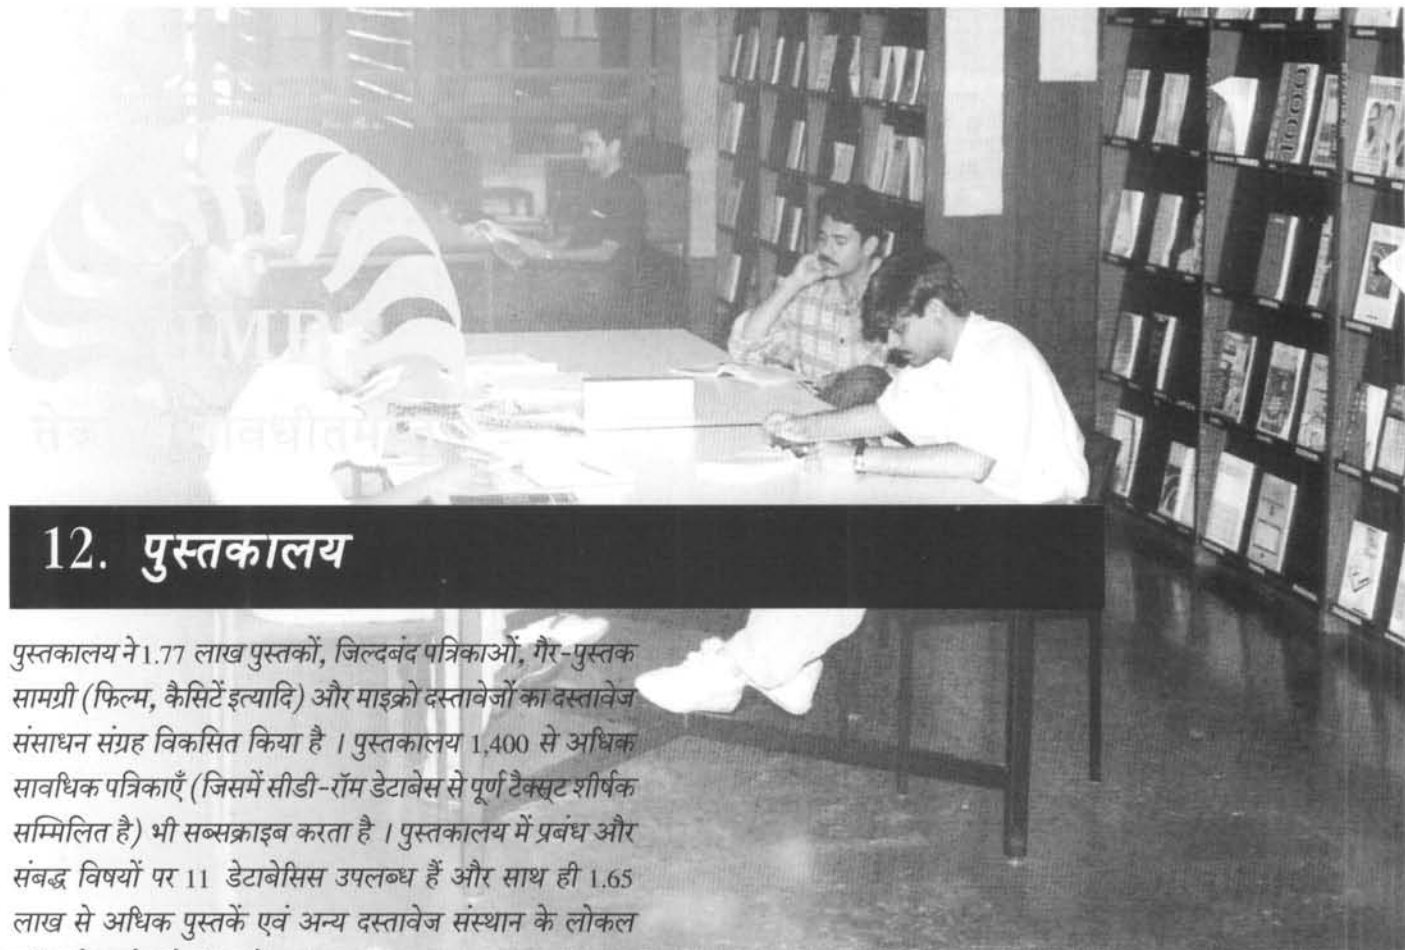 IIMB
12. पुस्तकालय
पुस्तकालय ने 1.77 लाख पुस्तकों, जिल्दबंद पत्रिकाओं, गैर-पुस्तक
सामग्री (फिल्म, कैसिटें इत्यादि) और माइक्रो दस्तावेजों का दस्तावेज
संसाधन संग्रह विकसित किया है । पुस्तकालय 1,400 से अधिक
सावधिक पत्रिकाएँ (जिसमें सीडी-रॉम डेटाबेस से पूर्ण टैक्स्ट शीर्षक
सम्मिलित है) भी सब्सक्राइब करता है । पुस्तकालय में प्रबंध और
संबद्ध विषयों पर 11 डेटाबेसिस उपलब्ध हैं और साथ ही 1.65
लाख से अधिक पुस्तकें एवं अन्य दस्तावेज संस्थान के लोकल